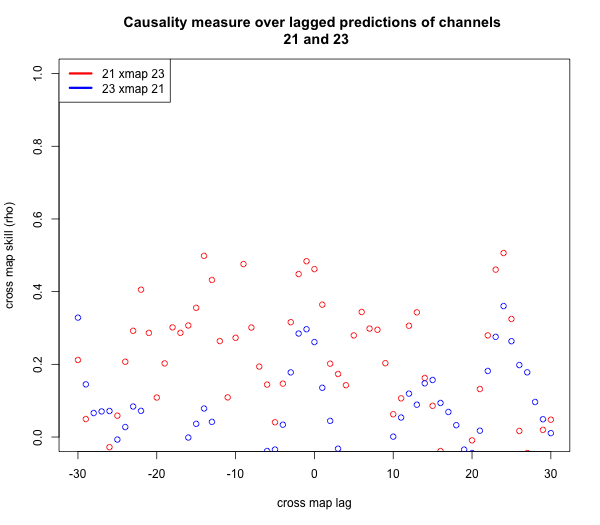 Causality measure over lagged predictions of channels
21 and 23
21 xmap 23
23 xmap 21
1.0
0.8
0.6
0.4
0.2
0.0
cross map skill (rho)
-30
-20
-10
0
10
20
30
cross map lag